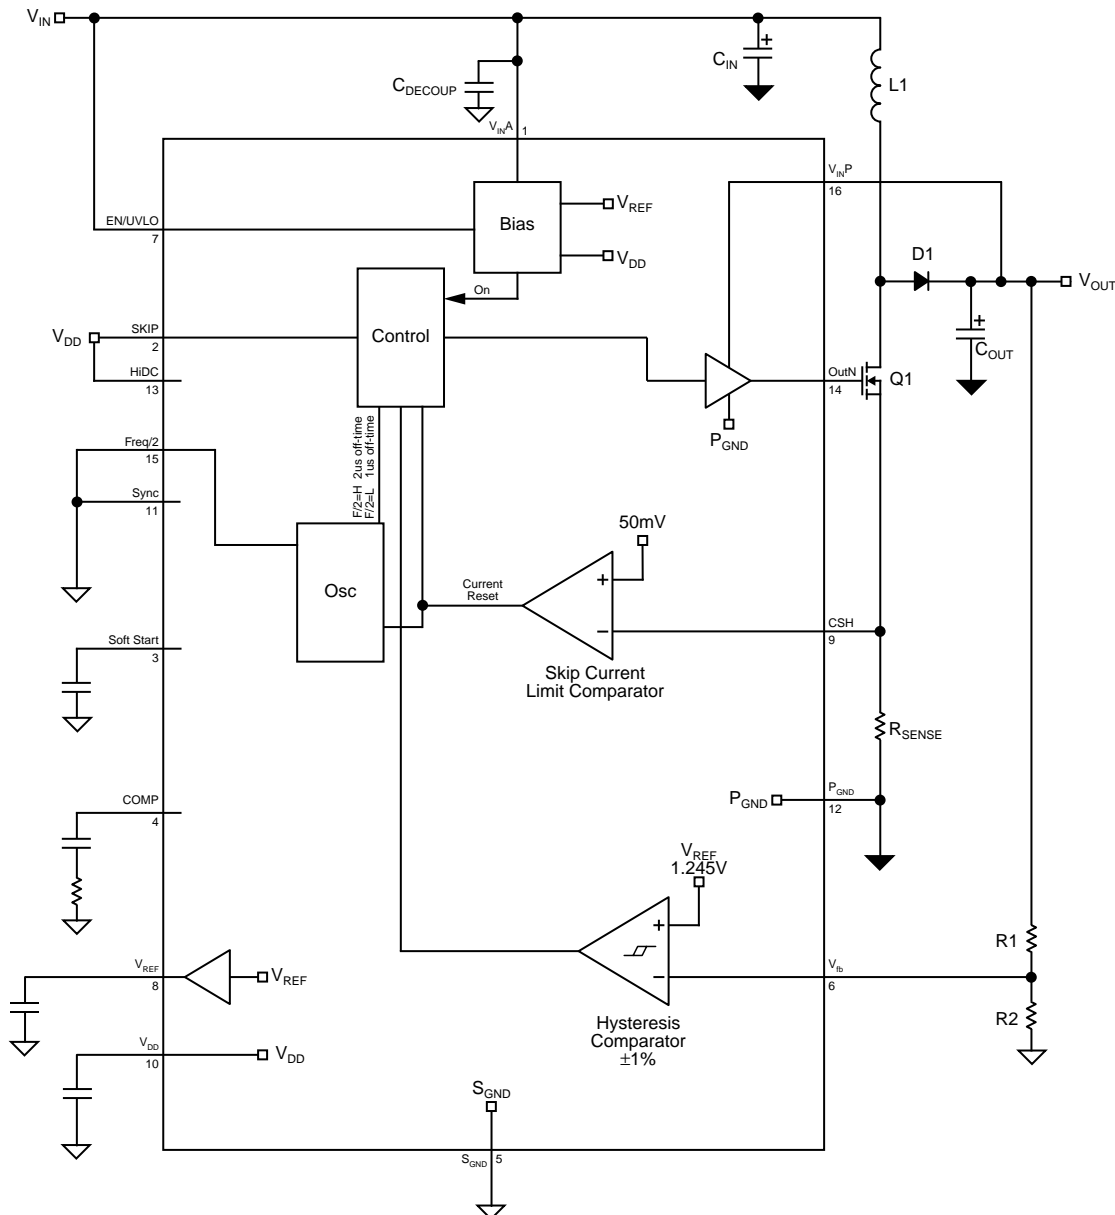 VIN
CDECOUP
CIN
L1
VINA 1
VINP
16
Bias
VREF
VDD
EN/UVLO
7
On
D1
VOUT
COUT
VDD
SKIP
2
HiDC
13
Control
PGND
OutN
14
Q1
F/2=H 2us off-time
F/2=L 1us off-time
Freq/2
15
Sync
11
50mV
+
−
Osc
Current
Reset
CSH
9
Skip Current
Limit Comparator
Soft Start
3
RSENSE
PGND
PGND
12
COMP
4
VREF
1.245V
+
−
R1
Vfb
6
R2
VREF
8
VREF
Hysteresis
Comparator
±1%
VDD
10
VDD
SGND
SGND 5